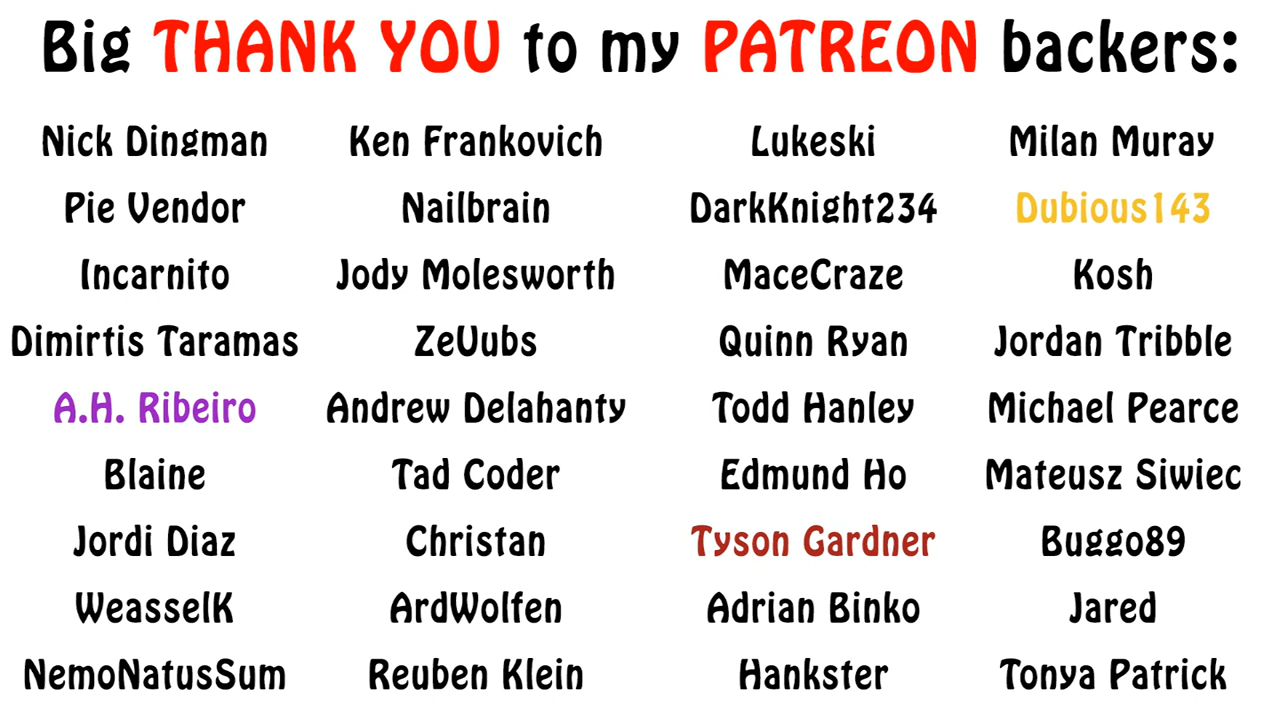 Big THANK YOU to my PATREON backers:
Nick Dingman Ken Frankovich Lukeski Milan Muray
Pie Vendor Nailbrain DarkKnight234 Dubious143
Incarnito Jody Molesworth MaceCraze Kosh
Dimirtis Taramas ZeVubs Quinn Ryan Jordan Tribble
A.H. Ribeiro Andrew Delahanty Todd Hanley Michael Pearce
Blaine Tad Coder Edmund Ho Mateusz Siwiec
Jordi Diaz Christan Tyson Gardner Buggo89
WeasselK ArdWolfen Adrian Binko Jared
NemoNatusSum Reuben Klein Hankster Tonya Patrick